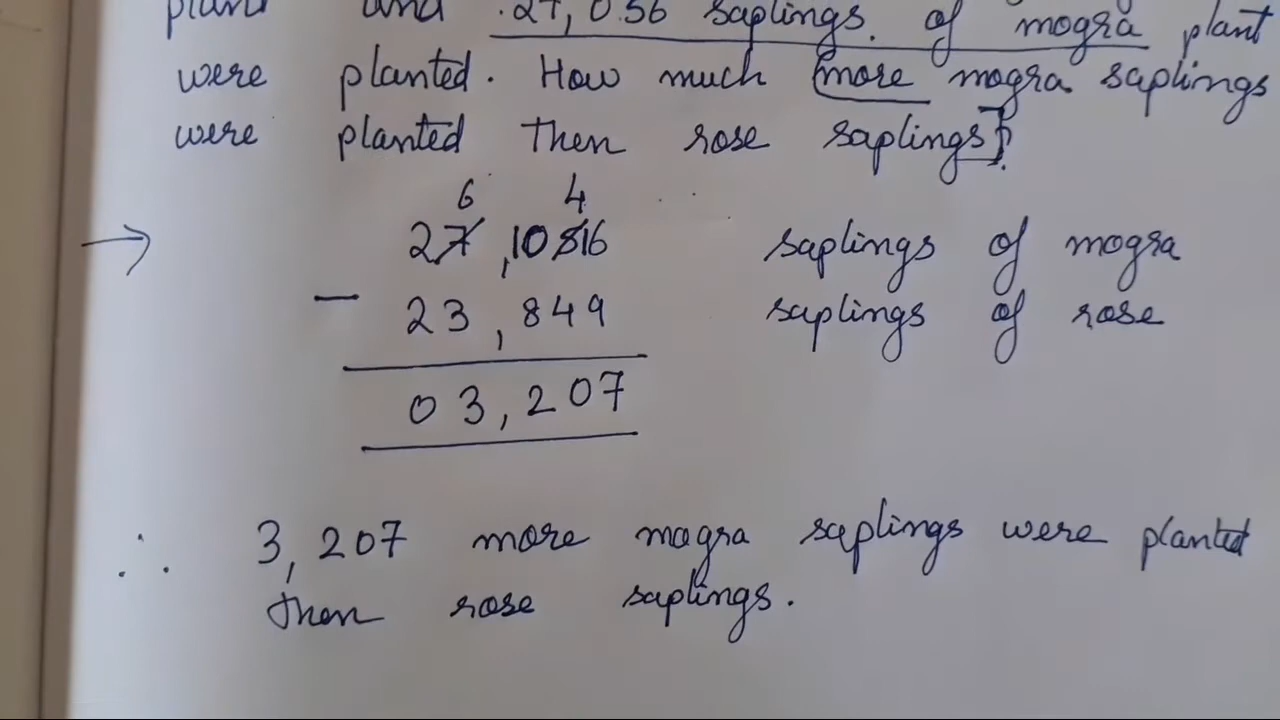 plant and 27,056 saplings. of mogra plant
were planted. How much more mogra saplings
were planted then rose saplings?
6 4
→ 27,10516 saplings of mogra
- 23,849 saplings of rose
03,207
∴ 3,207 more mogra saplings were planted
then rose saplings.